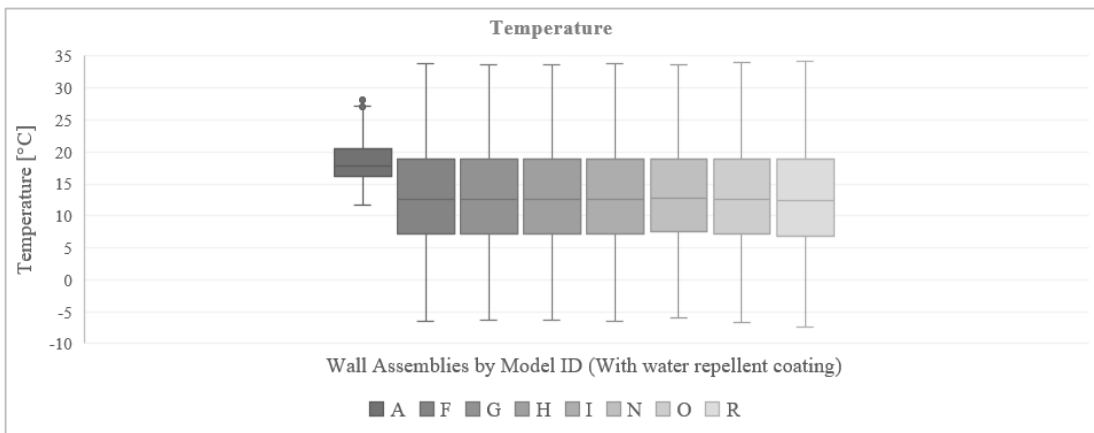 Temperature
35
30
25
20
15
10
5
0
-5
-10
Temperature [°C]
Wall Assemblies by Model ID (With water repellent coating)
A F G H I N O R